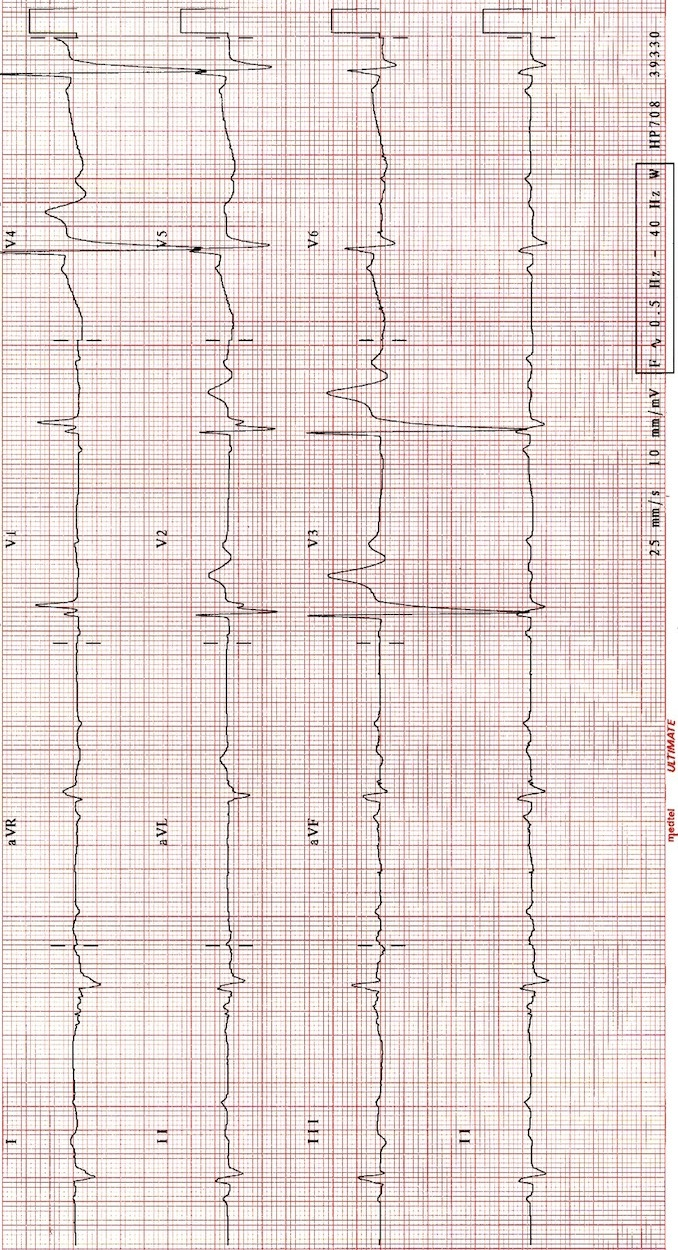 I aVR V1 V4
II aVL V2 V5
III aVF V3 V6
II
25 mm/s 10 mm/mV F ∿ 0.5 Hz - 40 Hz W HP708 39330
ULTIMATE